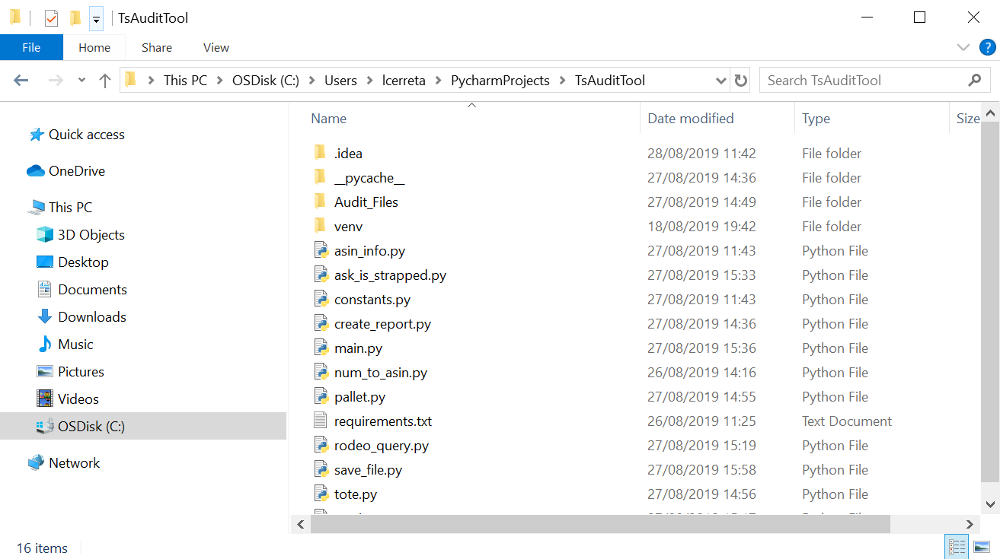 TsAuditTool
File Home Share View
This PC OSDisk (C:) Users lcerreta PycharmProjects TsAuditTool Search TsAuditTool
Quick access
OneDrive
This PC
3D Objects
Desktop
Documents
Downloads
Music
Pictures
Videos
OSDisk (C:)
Network
Name Date modified Type Size
.idea 28/08/2019 11:42 File folder
__pycache__ 27/08/2019 14:36 File folder
Audit_Files 27/08/2019 14:49 File folder
venv 18/08/2019 19:42 File folder
asin_info.py 27/08/2019 11:43 Python File
ask_is_strapped.py 27/08/2019 15:33 Python File
constants.py 27/08/2019 11:43 Python File
create_report.py 27/08/2019 14:36 Python File
main.py 27/08/2019 15:36 Python File
num_to_asin.py 26/08/2019 14:16 Python File
pallet.py 27/08/2019 14:55 Python File
requirements.txt 26/08/2019 11:25 Text Document
rodeo_query.py 27/08/2019 15:19 Python File
save_file.py 27/08/2019 15:58 Python File
tote.py 27/08/2019 14:56 Python File
16 items